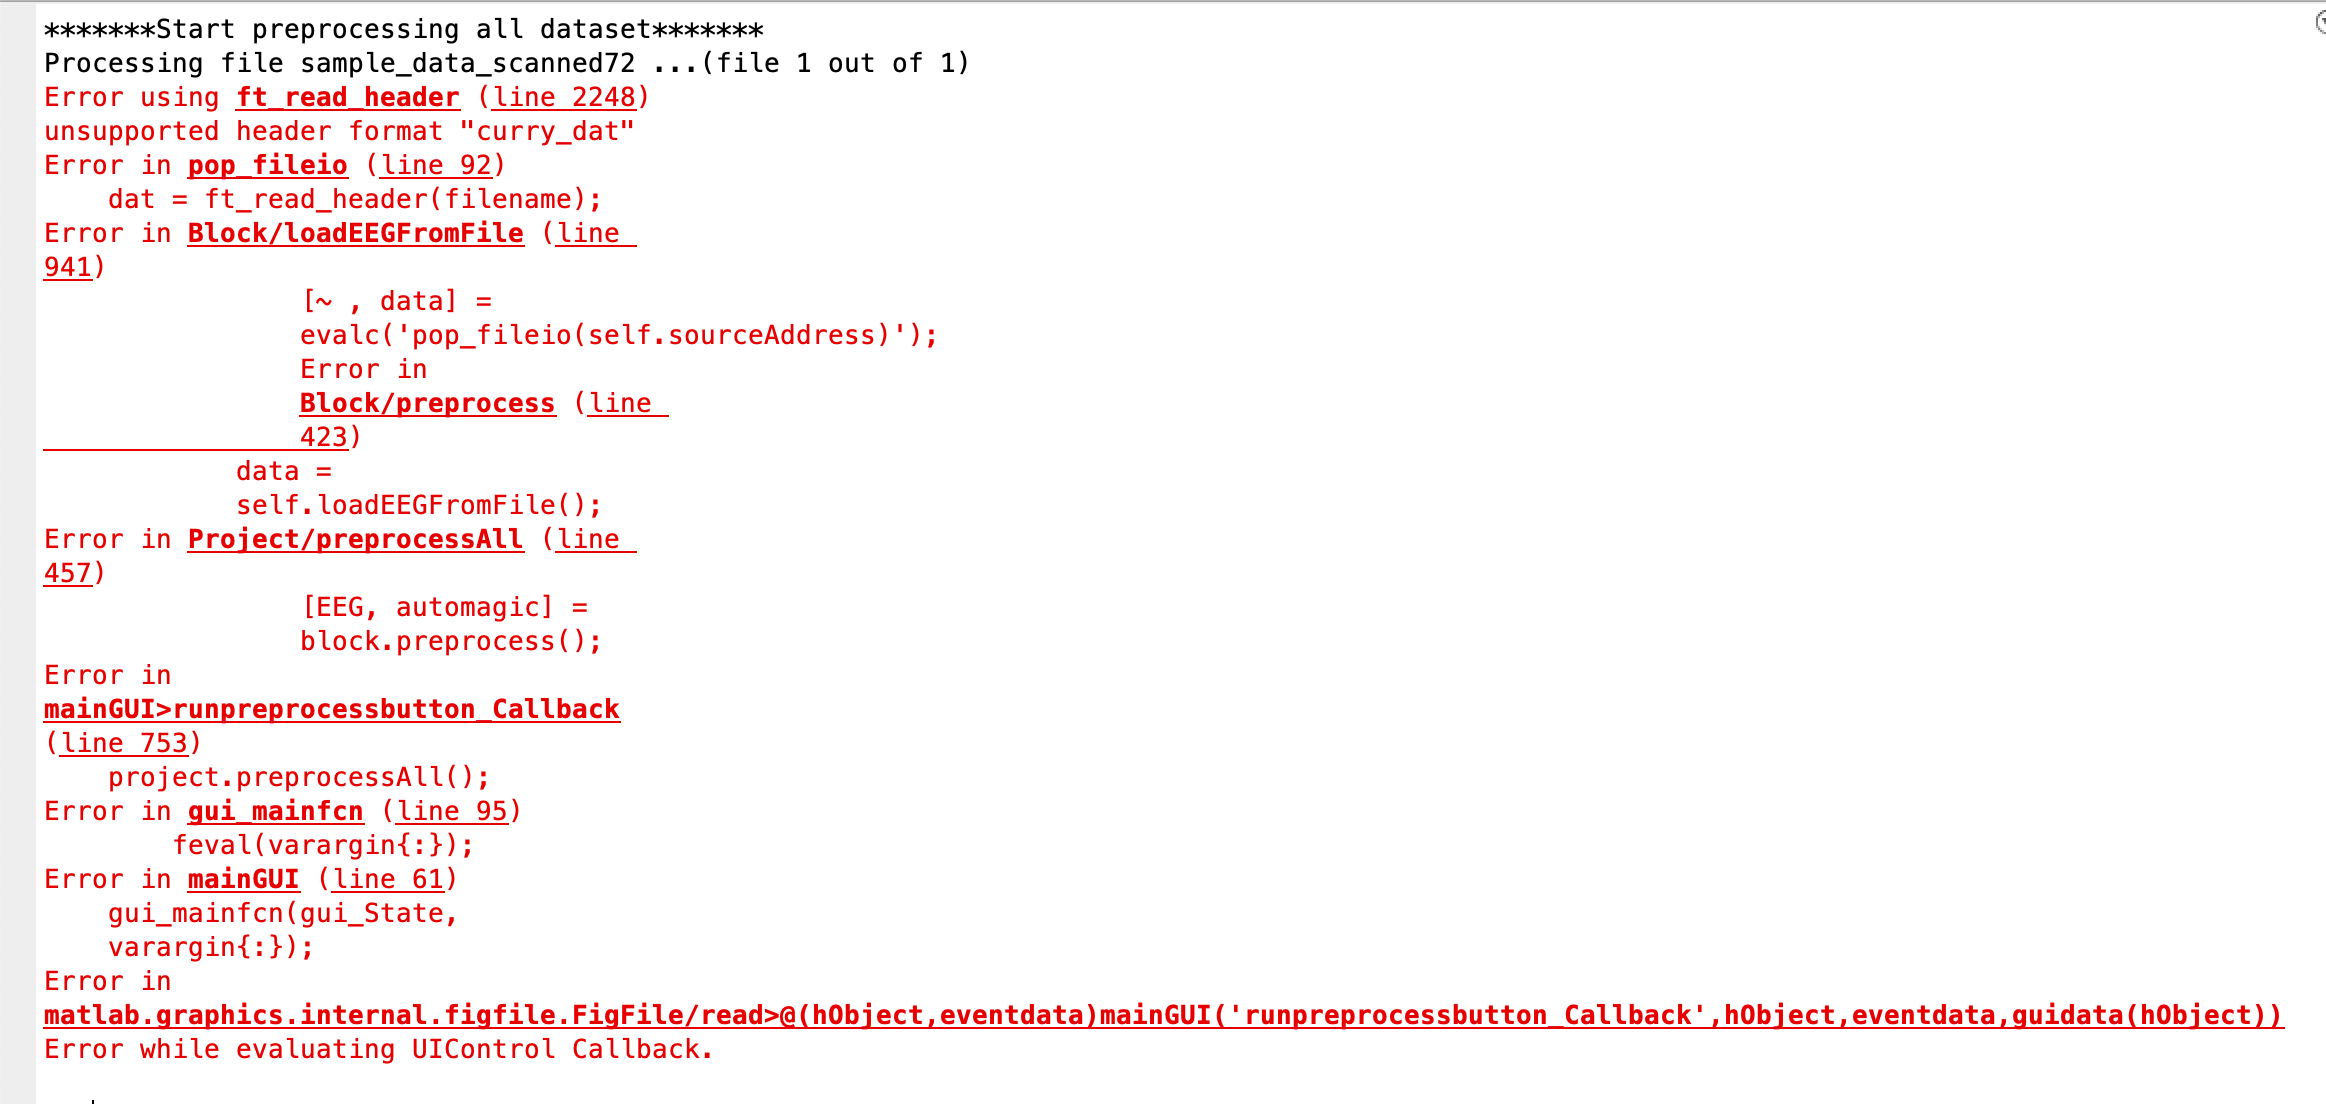 *******Start preprocessing all dataset*******
Processing file sample_data_scanned72 ...(file 1 out of 1)
Error using ft_read_header (line 2248)
unsupported header format "curry_dat"
Error in pop_fileio (line 92)
    dat = ft_read_header(filename);
Error in Block/loadEEGFromFile (line
941)
                [~ , data] =
                evalc('pop_fileio(self.sourceAddress)');
                Error in
                Block/preprocess (line
                423)
            data =
            self.loadEEGFromFile();
Error in Project/preprocessAll (line
457)
                [EEG, automagic] =
                block.preprocess();
Error in
mainGUI>runpreprocessbutton_Callback
(line 753)
    project.preprocessAll();
Error in gui_mainfcn (line 95)
        feval(varargin{:});
Error in mainGUI (line 61)
    gui_mainfcn(gui_State,
    varargin{:});
Error in
matlab.graphics.internal.figfile.FigFile/read>@(hObject,eventdata)mainGUI('runpreprocessbutton_Callback',hObject,eventdata,guidata(hObject))
Error while evaluating UIControl Callback.